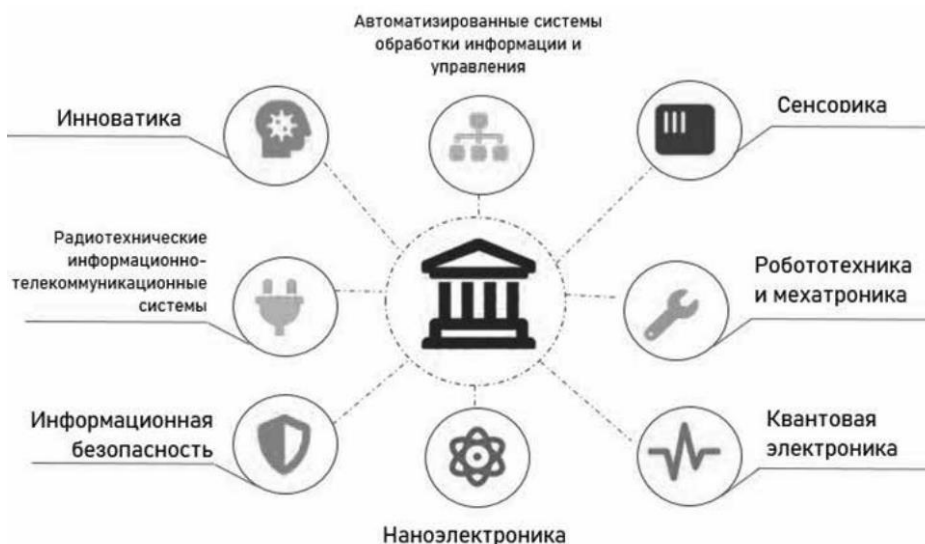 Автоматизированные системы
обработки информации и
управления
Инноватика
Сенсорика
Радиотехнические
информационно-
телекоммуникационные
системы
Робототехника
и мехатроника
Информационная
безопасность
Квантовая
электроника
Наноэлектроника